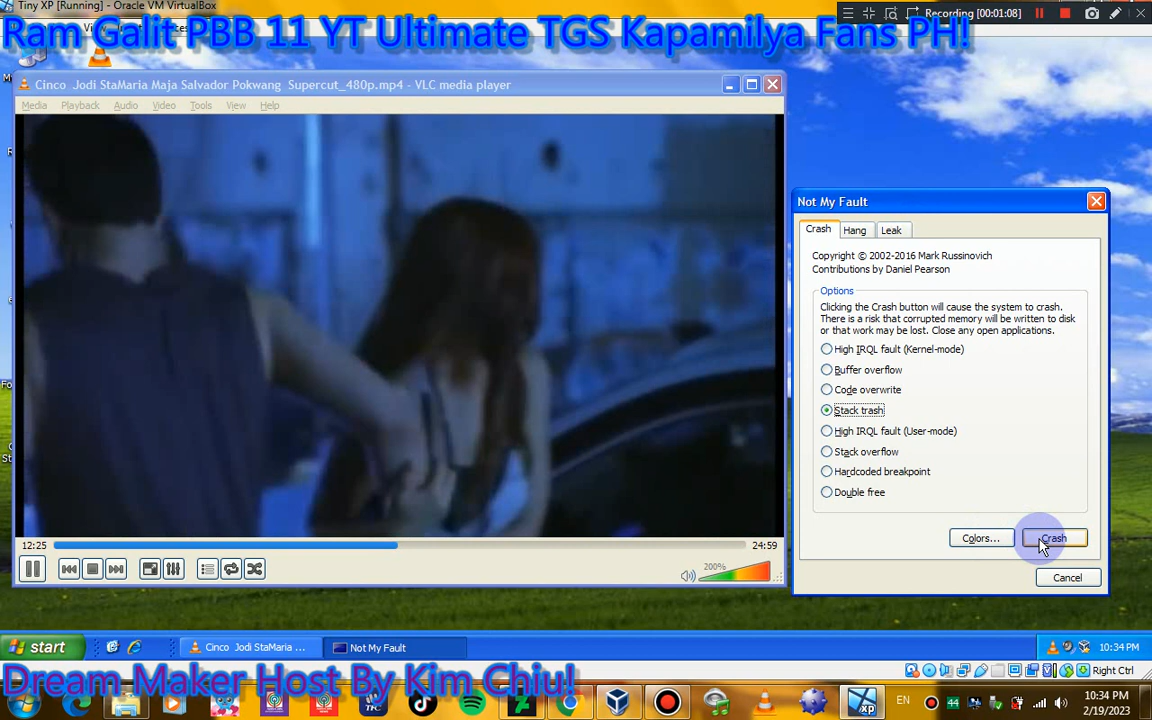 Tiny XP [Running] - Oracle VM VirtualBox
Recording [00:01:08]
Ram Galit PBB 11 YT Ultimate TGS Kapamilya Fans PH!
Cinco Jodi StaMaria Maja Salvador Pokwang Supercut_480p.mp4 - VLC media player
Media Playback Audio Video Tools View Help
12:25
24:59
200%
Not My Fault
Crash Hang Leak
Copyright © 2002-2016 Mark Russinovich
Contributions by Daniel Pearson
Options
Clicking the Crash button will cause the system to crash.
There is a risk that corrupted memory will be written to disk
or that work may be lost. Close any open applications.
High IRQL fault (Kernel-mode)
Buffer overflow
Code overwrite
Stack trash
High IRQL fault (User-mode)
Stack overflow
Hardcoded breakpoint
Double free
Colors... Crash
Cancel
start
Cinco Jodi StaMaria ...
Not My Fault
10:34 PM
Right Ctrl
Dream Maker Host By Kim Chiu!
xp
EN
44
10:34 PM
2/19/2023